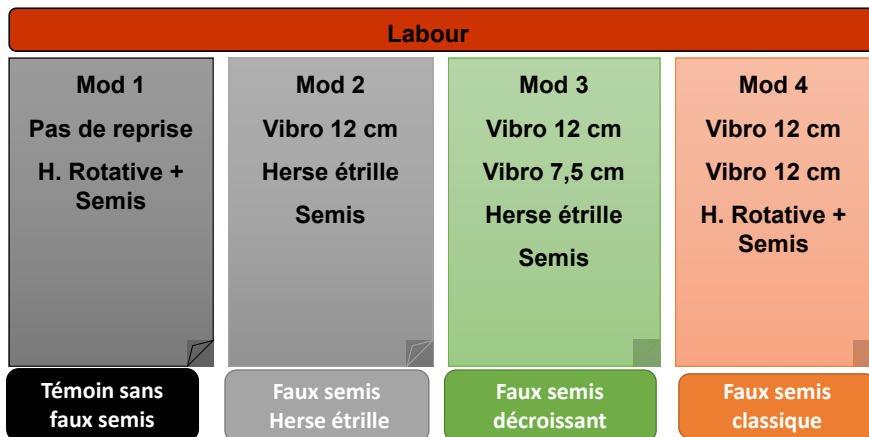 Labour
Mod 1
Pas de reprise
H. Rotative +
Semis
Témoin sans
faux semis
Mod 2
Vibro 12 cm
Herse étrille
Semis
Faux semis
Herse étrille
Mod 3
Vibro 12 cm
Vibro 7,5 cm
Herse étrille
Semis
Faux semis
décroissant
Mod 4
Vibro 12 cm
Vibro 12 cm
H. Rotative +
Semis
Faux semis
classique